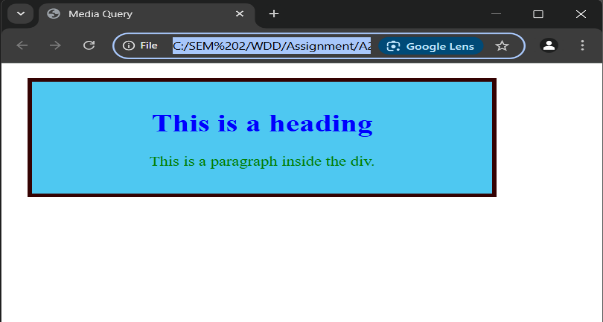 Media Query
File
C:/SEM%202/WDD/Assignment/A2
Google Lens
This is a heading
This is a paragraph inside the div.